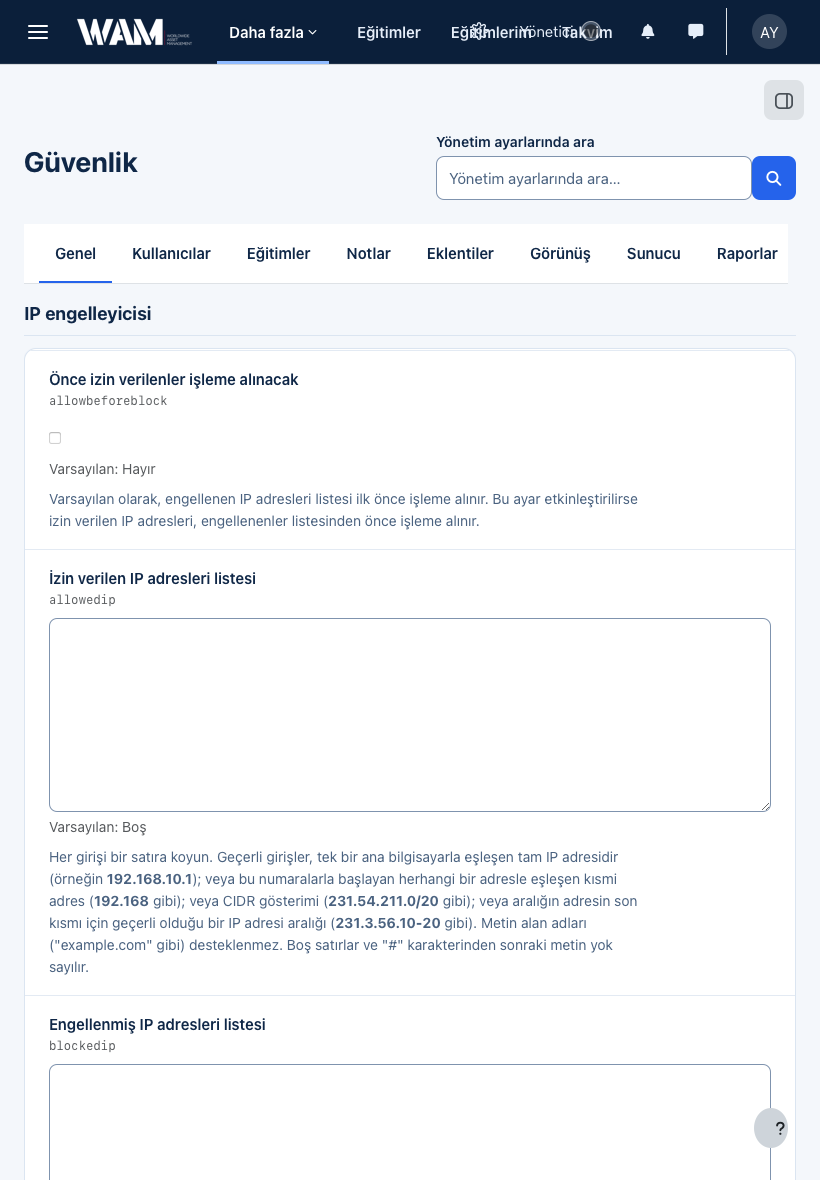 WAM WORLDWIDE ASSET MANAGEMENT
Daha fazla
Eğitimler
Eğitimlerim
Yönetici
Takvim
AY
Güvenlik
Yönetim ayarlarında ara
Yönetim ayarlarında ara...
Genel Kullanıcılar Eğitimler Notlar Eklentiler Görünüş Sunucu Raporlar
IP engelleyicisi
Önce izin verilenler işleme alınacak
allowbeforeblock
Varsayılan: Hayır
Varsayılan olarak, engellenen IP adresleri listesi ilk önce işleme alınır. Bu ayar etkinleştirilirse
izin verilen IP adresleri, engellenenler listesinden önce işleme alınır.
İzin verilen IP adresleri listesi
allowedip
Varsayılan: Boş
Her girişi bir satıra koyun. Geçerli girişler, tek bir ana bilgisayarla eşleşen tam IP adresidir
(örneğin 192.168.10.1); veya bu numaralarla başlayan herhangi bir adresle eşleşen kısmi
adres (192.168 gibi); veya CIDR gösterimi (231.54.211.0/20 gibi); veya aralığın adresin son
kısmı için geçerli olduğu bir IP adresi aralığı (231.3.56.10-20 gibi). Metin alan adları
("example.com" gibi) desteklenmez. Boş satırlar ve "#" karakterinden sonraki metin yok
sayılır.
Engellenmiş IP adresleri listesi
blockedip
?